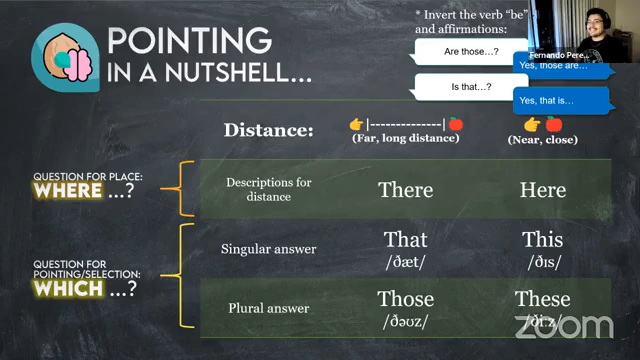 POINTING
IN A NUTSHELL...
* Invert the verb "be"
and affirmations:
Are those...?
Fernando Pere...
Yes, those are...
Is that...?
Yes, that is...
Distance:
|--------------|
(Far, long distance)
(Near, close)
QUESTION FOR PLACE:
WHERE ...?
Descriptions for
distance
There
Here
QUESTION FOR
POINTING/SELECTION:
WHICH ...?
Singular answer
That
/ðæt/
This
/ðɪs/
Plural answer
Those
/ðəʊz/
These
/ði.z/
zoom